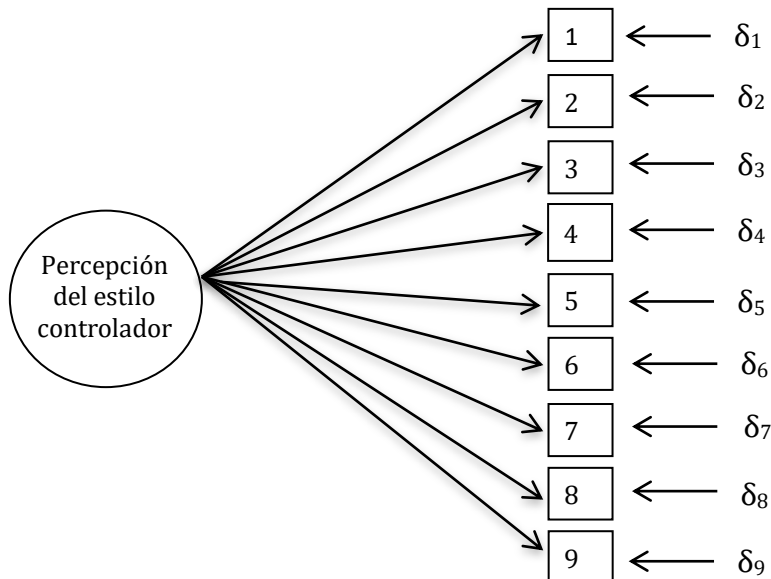 1 δ1
2 δ2
3 δ3
4 δ4
5 δ5
6 δ6
7 δ7
8 δ8
9 δ9
Percepción
del estilo
controlador